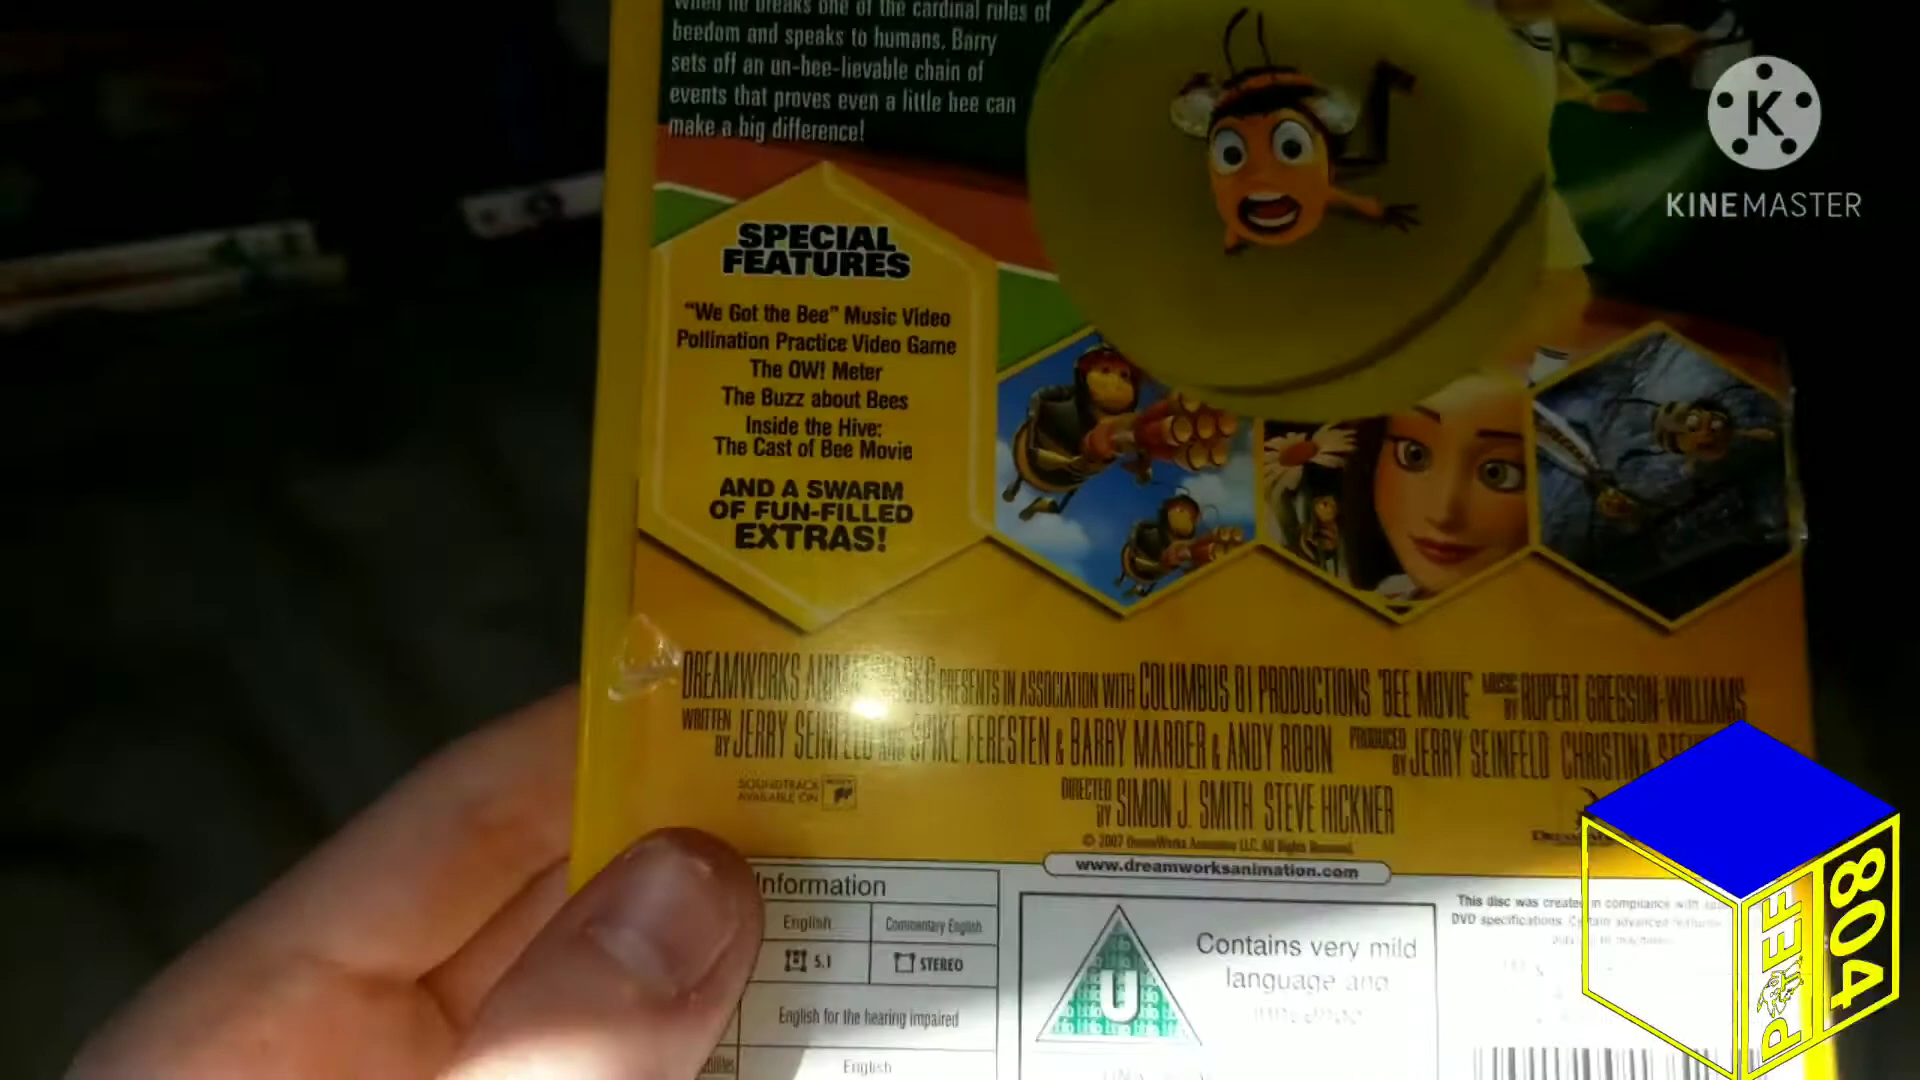 When he breaks one of the cardinal rules of
beedom and speaks to humans, Barry
sets off an un-bee-lievable chain of
events that proves even a little bee can
make a big difference!
K
KINEMASTER
SPECIAL
FEATURES
“We Got the Bee” Music Video
Pollination Practice Video Game
The OW! Meter
The Buzz about Bees
Inside the Hive:
The Cast of Bee Movie
AND A SWARM
OF FUN-FILLED
EXTRAS!
DREAMWORKS PRESENTS IN ASSOCIATION WITH COLUMBUS 81 PRODUCTIONS 'BEE MOVIE' MUSIC BY RUPERT GREGSON-WILLIAMS
WRITTEN BY JERRY SEINFELD AND SPIKE FERESTEN & BARRY MARDER & ANDY ROBIN PRODUCED BY JERRY SEINFELD CHRISTINA
SOUNDTRACK
AVAILABLE ON
SONY
DIRECTED BY SIMON J. SMITH STEVE HICKNER
© 2007 DreamWorks Animation LLC. All Rights Reserved.
www.dreamworksanimation.com
Information
English
Commentary English
5.1
STEREO
English for the hearing impaired
English
U
Contains very mild
language and
This disc was created in compliance with
DVD specifications. Certain advanced features
804